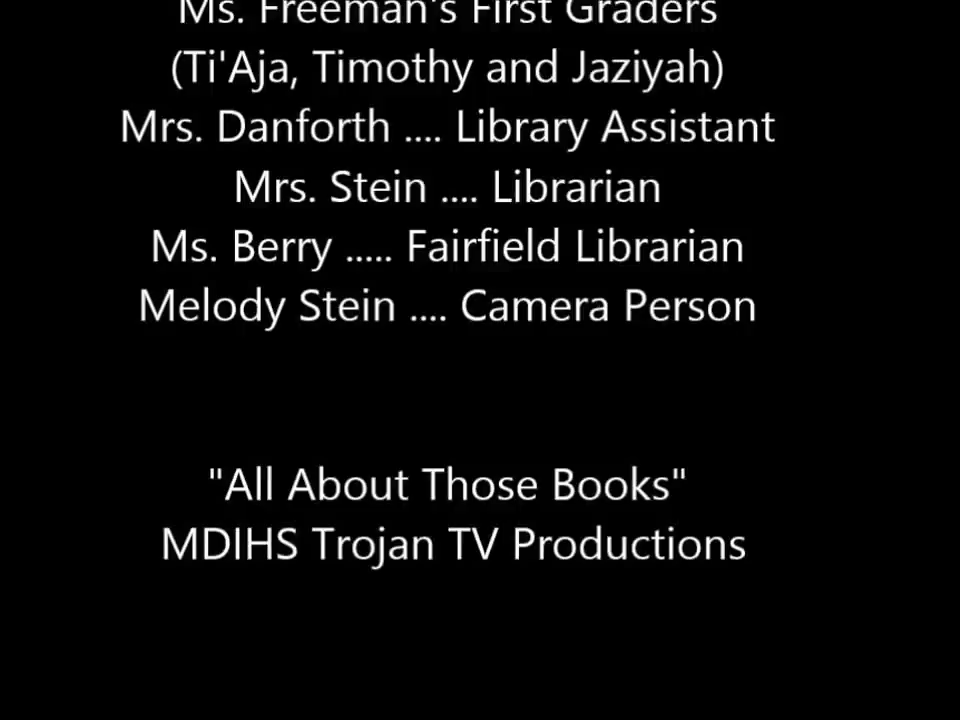 Ms. Freeman's First Graders
(Ti'Aja, Timothy and Jaziyah)
Mrs. Danforth .... Library Assistant
Mrs. Stein .... Librarian
Ms. Berry ..... Fairfield Librarian
Melody Stein .... Camera Person
"All About Those Books"
MDIHS Trojan TV Productions